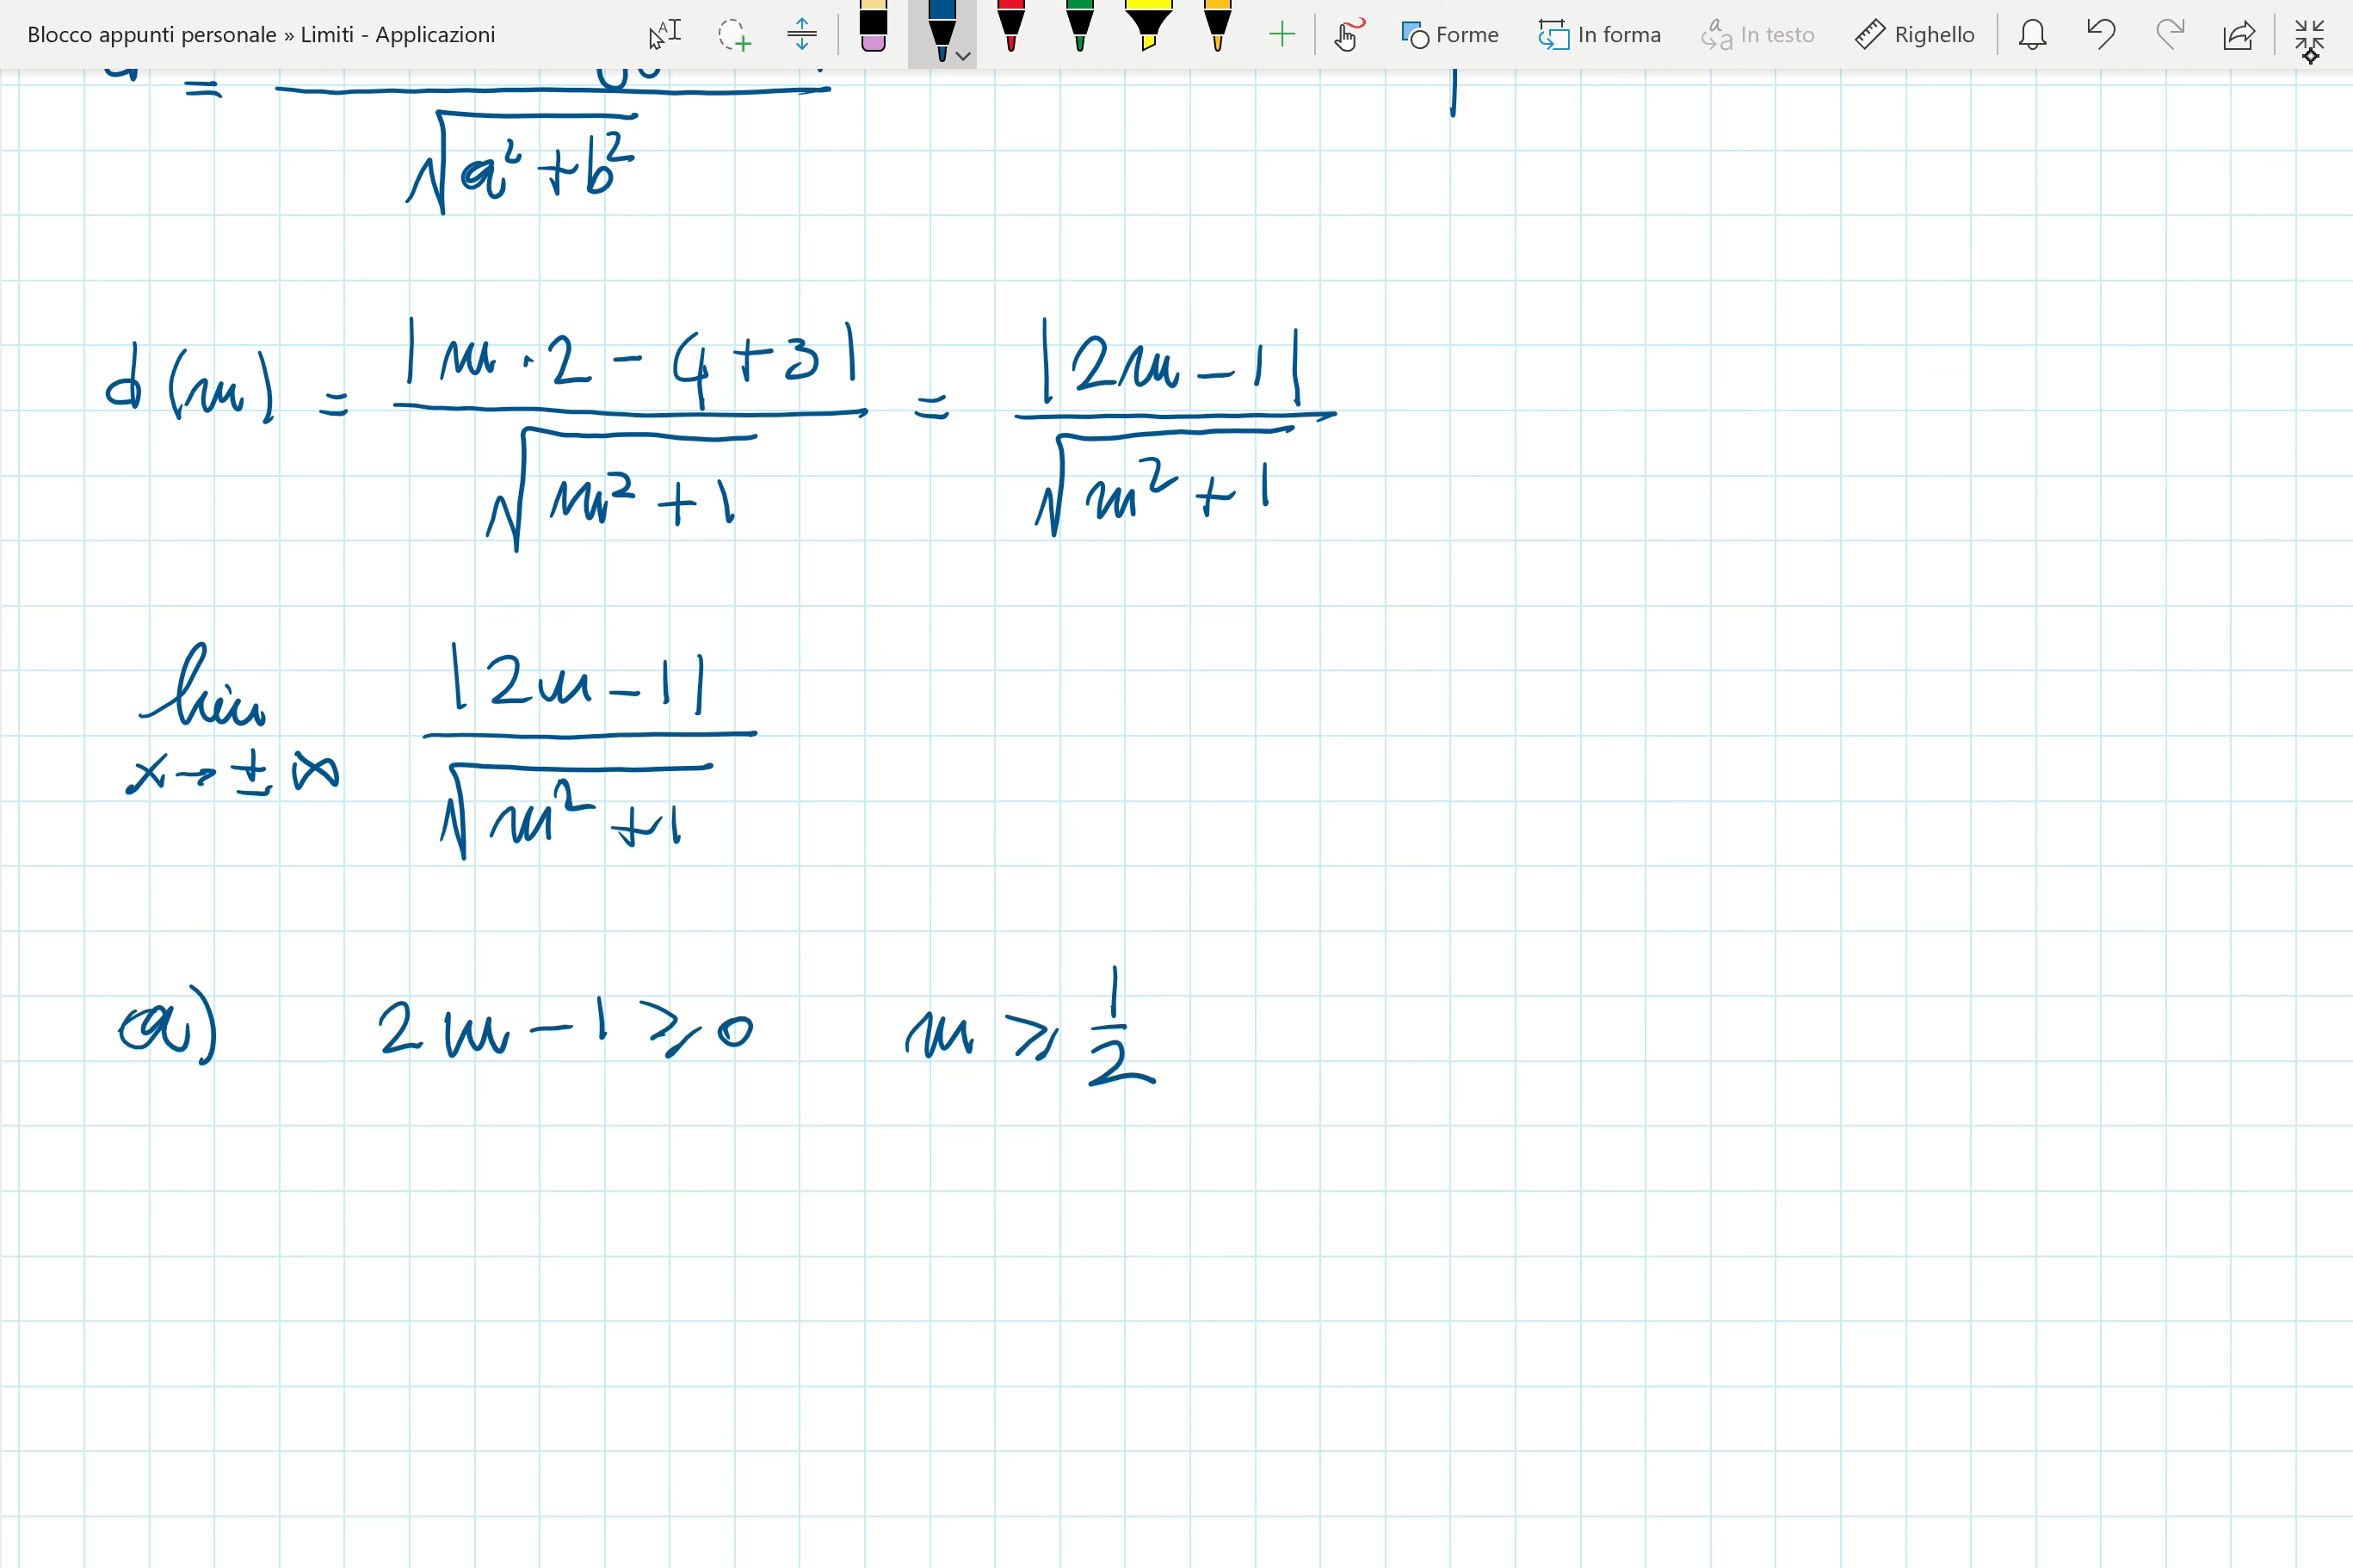 Blocco appunti personale » Limiti - Applicazioni Forme In forma In testo Righello
=
√(a² + b²)
d(m) = |m · 2 - 4 + 3| / √(m² + 1) = |2m - 1| / √(m² + 1)
lim x → ± ∞ |2m - 1| / √(m² + 1)
a) 2m - 1 ⩾ 0 m ⩾ 1/2